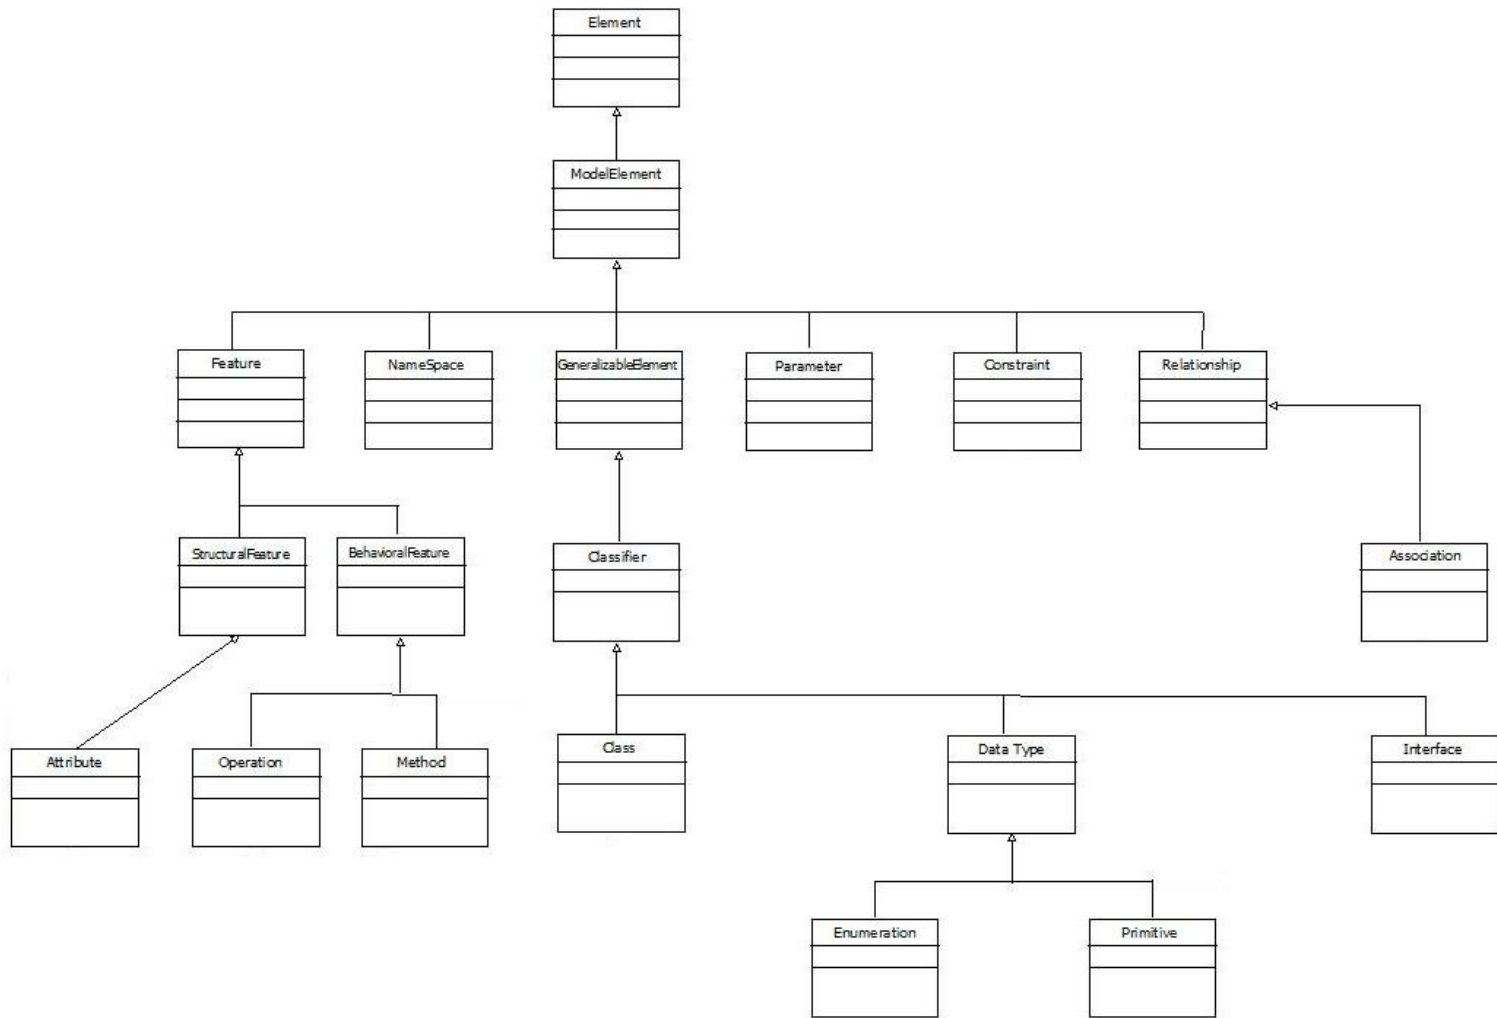 Element
ModelElement
Feature
NameSpace
GeneralizableElement
Parameter
Constraint
Relationship
StructuralFeature
BehavioralFeature
Classifier
Association
Attribute
Operation
Method
Class
Data Type
Interface
Enumeration
Primitive